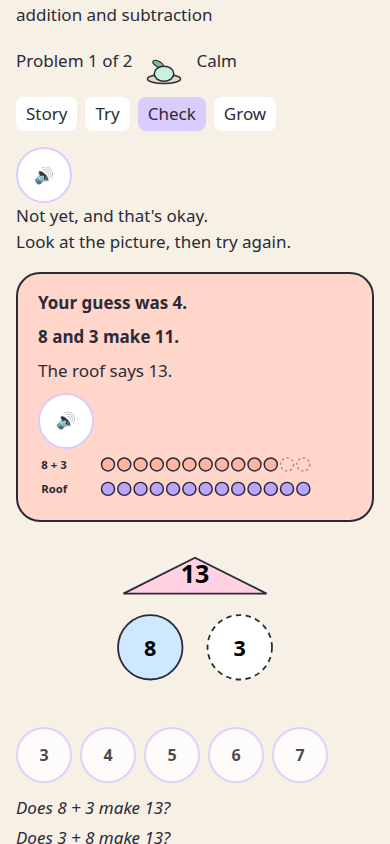 addition and subtraction
Problem 1 of 2 Calm
Story Try Check Grow
Not yet, and that's okay.
Look at the picture, then try again.
Your guess was 4.
8 and 3 make 11.
The roof says 13.
8 + 3
Roof
13
8 3
3 4 5 6 7
Does 8 + 3 make 13?
Does 3 + 8 make 13?